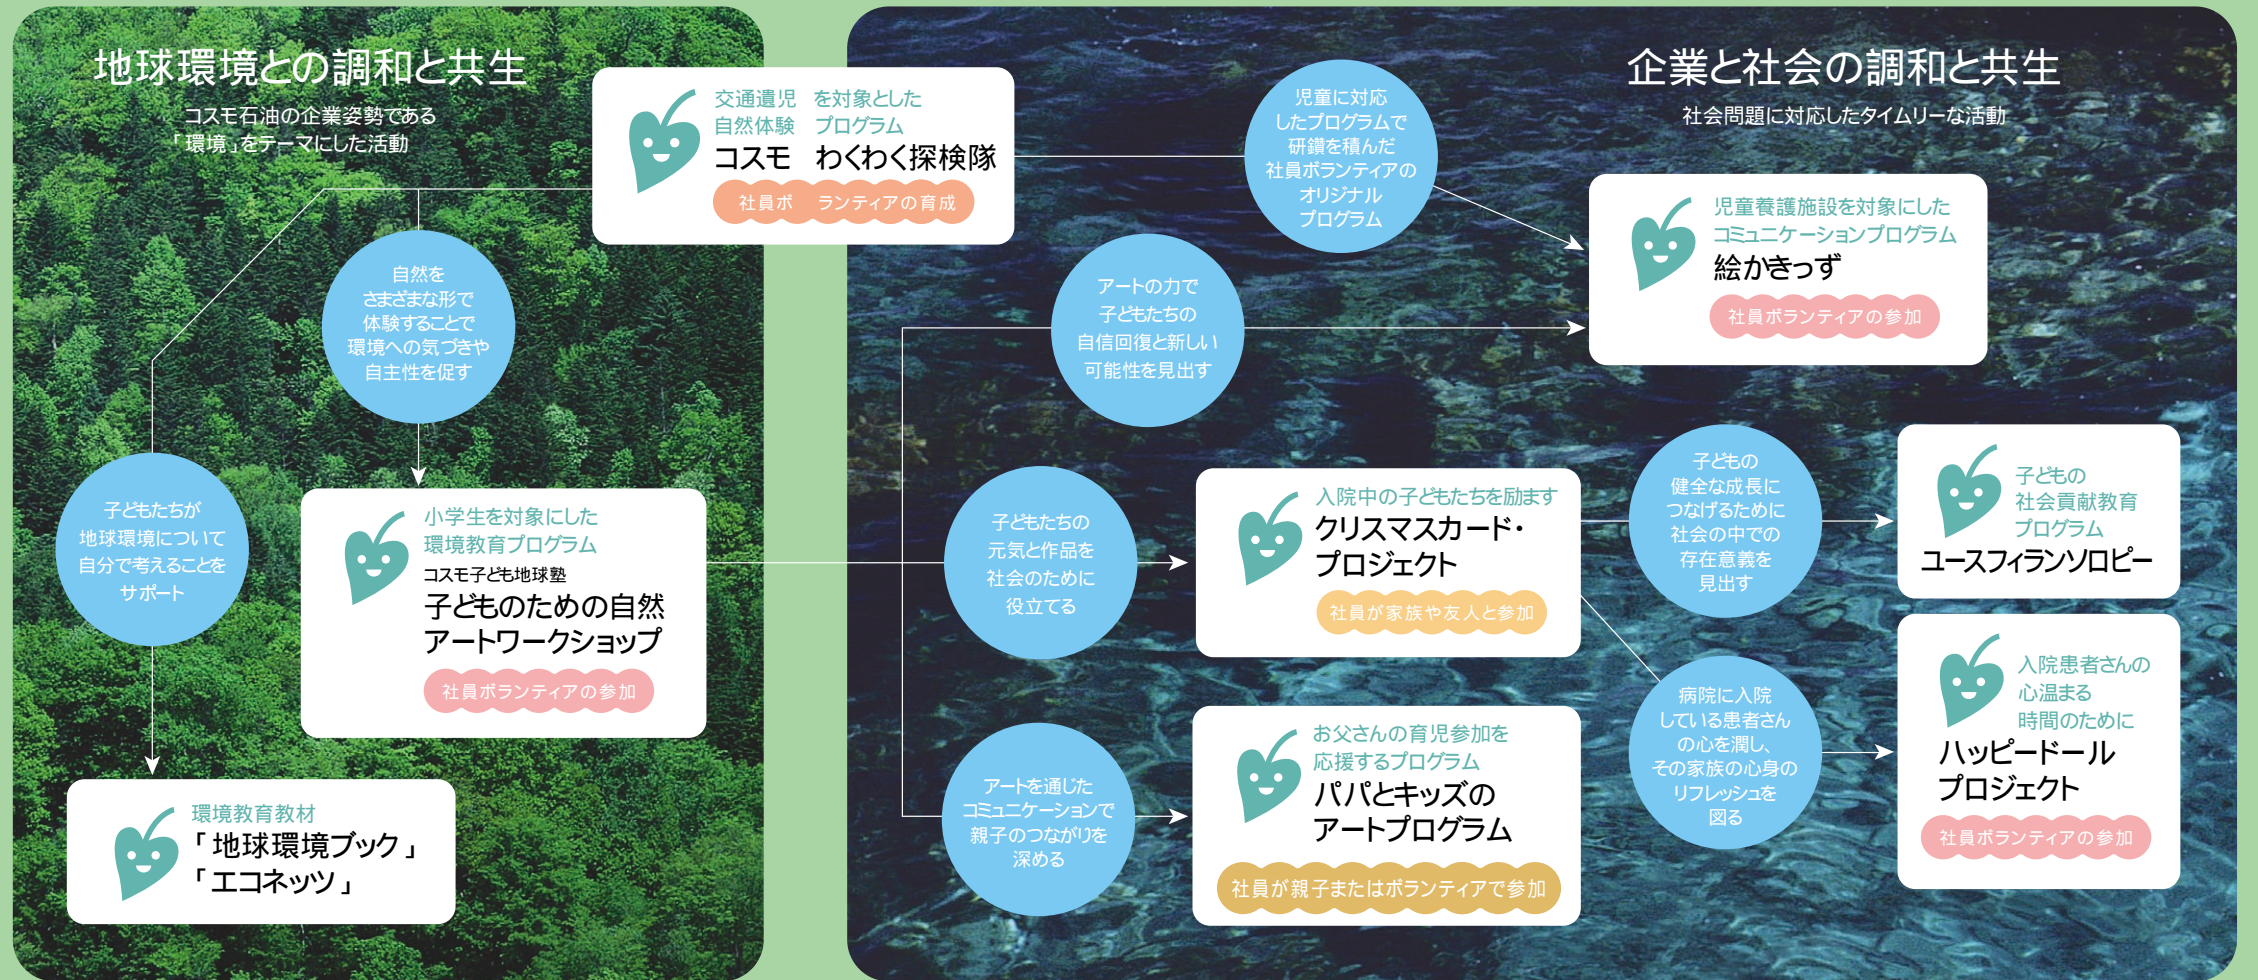 地球環境との調和と共生
コスモ石油の企業姿勢である
「環境」をテーマにした活動
交通遺児 を対象とした
自然体験 プログラム
コスモ わくわく探検隊
社員ボ ランティアの育成
自然を
さまざまな形で
体験することで
環境への気づきや
自主性を促す
子どもたちが
地球環境について
自分で考えることを
サポート
小学生を対象にした
環境教育プログラム
コスモ子ども地球塾
子どものための自然
アートワークショップ
社員ボランティアの参加
環境教育教材
「地球環境ブック」
「エコネッツ」
企業と社会の調和と共生
社会問題に対応したタイムリーな活動
児童に対応
したプログラムで
研鑽を積んだ
社員ボランティアの
オリジナル
プログラム
児童養護施設を対象にした
コミュニケーションプログラム
絵かきっず
社員ボランティアの参加
アートの力で
子どもたちの
自信回復と新しい
可能性を見出す
子どもたちの
元気と作品を
社会のために
役立てる
入院中の子どもたちを励ます
クリスマスカード・
プロジェクト
社員が家族や友人と参加
子どもの
健全な成長に
つなげるために
社会の中での
存在意義を
見出す
子どもの
社会貢献教育
プログラム
ユースフィランソロピー
アートを通じた
コミュニケーションで
親子のつながりを
深める
お父さんの育児参加を
応援するプログラム
パパとキッズの
アートプログラム
社員が親子またはボランティアで参加
病院に入院
している患者さん
の心を潤し、
その家族の心身の
リフレッシュを
図る
入院患者さんの
心温まる
時間のために
ハッピードール
プロジェクト
社員ボランティアの参加